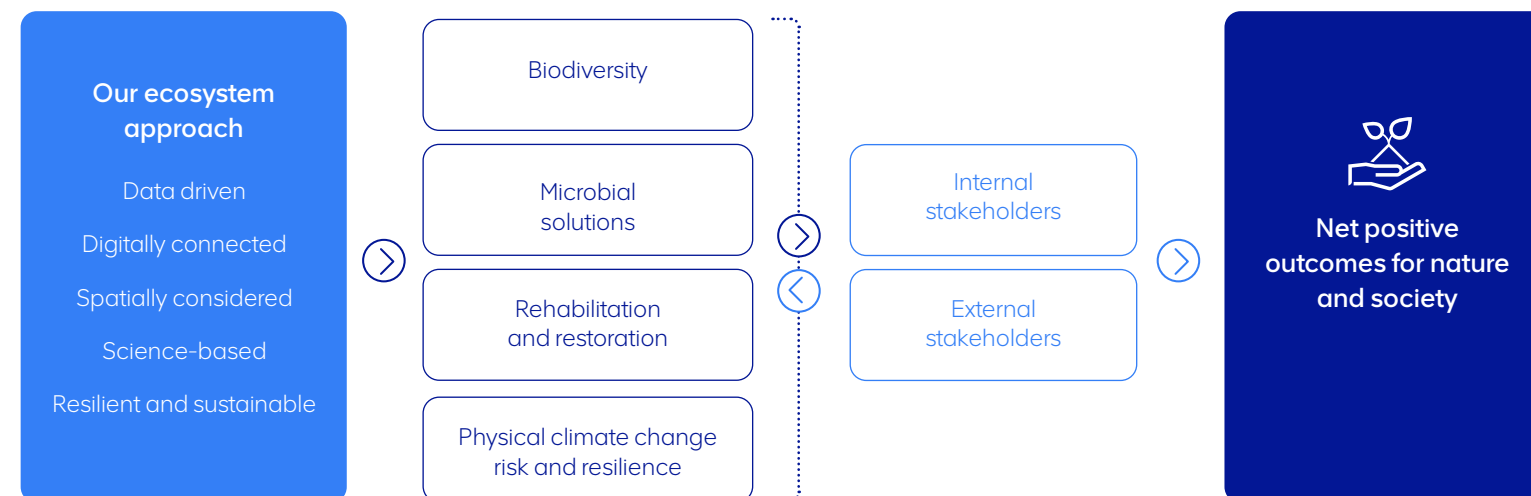 Our ecosystem
approach
Data driven
Digitally connected
Spatially considered
Science-based
Resilient and sustainable
Biodiversity
Microbial
solutions
Rehabilitation
and restoration
Physical climate change
risk and resilience
Internal
stakeholders
External
stakeholders
Net positive
outcomes for nature
and society